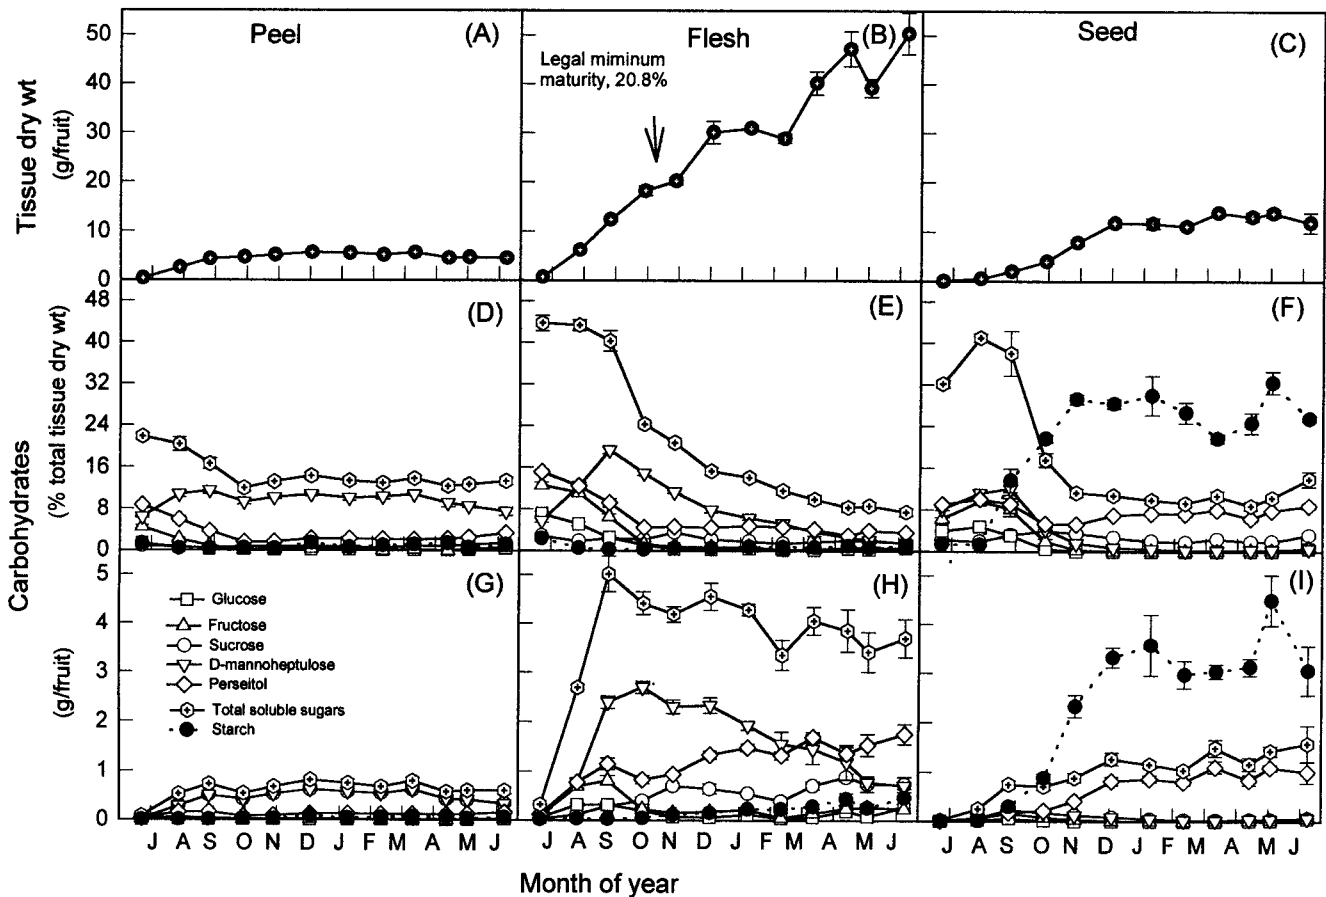 Peel
(A)
Flesh
(B)
Seed
(C)
Legal miminum
maturity, 20.8%
Tissue dry wt
(g/fruit)
50
40
30
20
10
0
(D)
(E)
(F)
Carbohydrates
(% total tissue dry wt)
48
40
32
24
16
8
0
(G)
(H)
(I)
(g/fruit)
5
4
3
2
1
0
Glucose
Fructose
Sucrose
D-mannoheptulose
Perseitol
Total soluble sugars
Starch
J A S O N D J F M A M J
J A S O N D J F M A M J
J A S O N D J F M A M J
Month of year